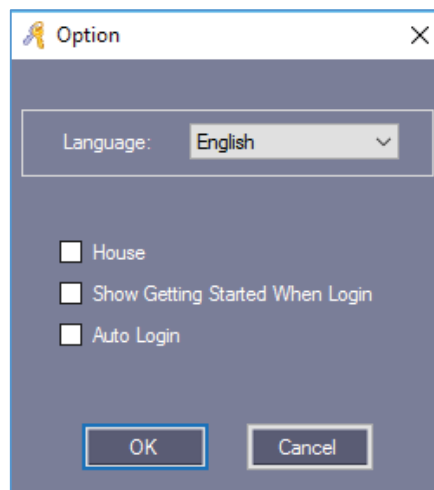 Option
Language: English
House
Show Getting Started When Login
Auto Login
OK Cancel